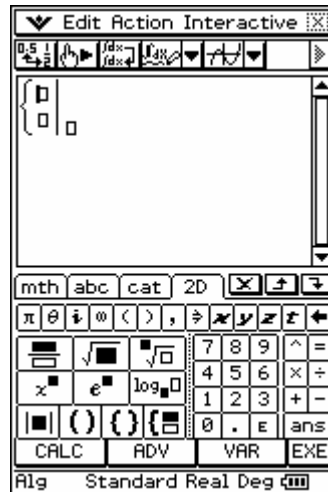 Edit Action Interactive
mth abc cat 2D
π θ i ∞ ( ) , ⇒ x y z t ←
√■ ■√□ 7 8 9 ^ =
x■ e■ log■□ 4 5 6 × ÷
1 2 3 + -
|■| () {} {■ 0 . E ans
CALC ADV VAR EXE
Alg Standard Real Deg